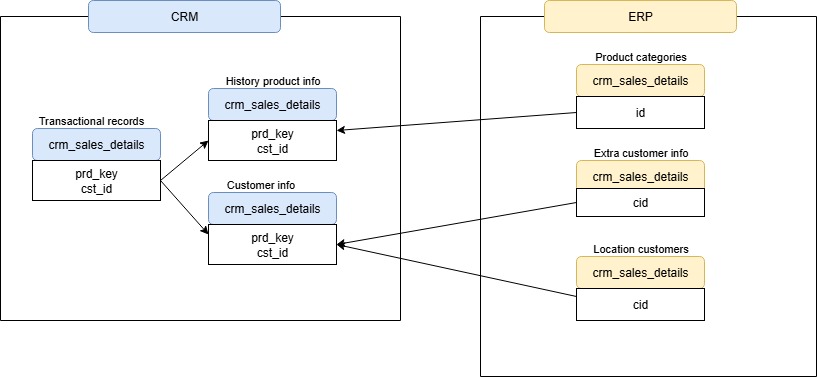 CRM
History product info
crm_sales_details
prd_key
cst_id
Transactional records
crm_sales_details
prd_key
cst_id
Customer info
crm_sales_details
prd_key
cst_id
ERP
Product categories
crm_sales_details
id
Extra customer info
crm_sales_details
cid
Location customers
crm_sales_details
cid